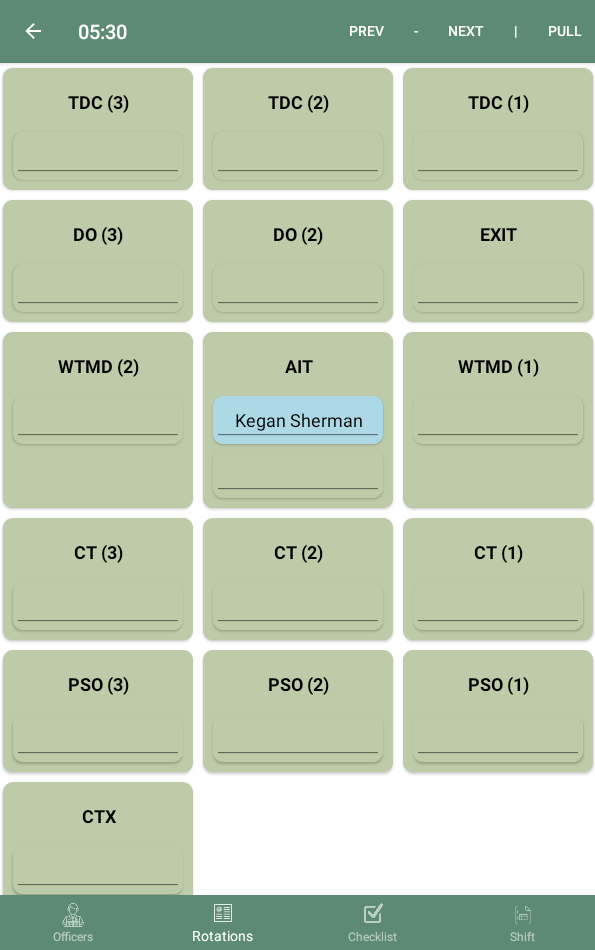 05:30
PREV - NEXT | PULL
TDC (3)
TDC (2)
TDC (1)
DO (3)
DO (2)
EXIT
WTMD (2)
AIT
WTMD (1)
Kegan Sherman
CT (3)
CT (2)
CT (1)
PSO (3)
PSO (2)
PSO (1)
CTX
Officers
Rotations
Checklist
Shift